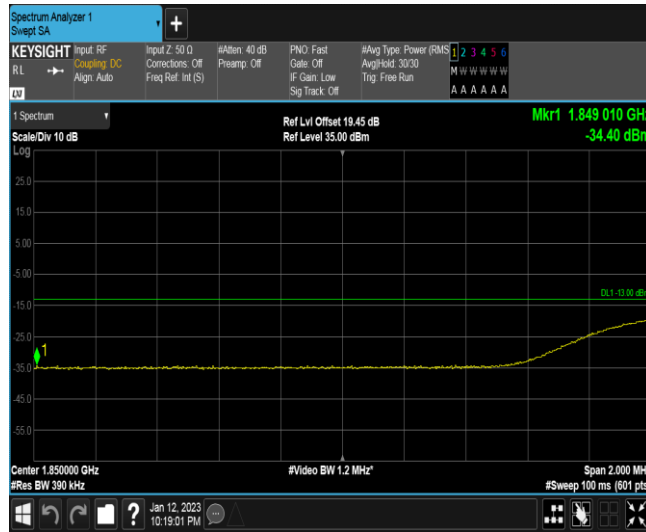 Spectrum Analyzer 1
Swept SA
+
KEYSIGHT
RL
LXI
Input: RF
Coupling: DC
Align: Auto
Input Z: 50 Ω
Corrections: Off
Freq Ref: Int (S)
#Atten: 40 dB
Preamp: Off
PNO: Fast
Gate: Off
IF Gain: Low
Sig Track: Off
#Avg Type: Power (RMS
Avg|Hold: 30/30
Trig: Free Run
1 2 3 4 5 6
M W W W W W
A A A A A A
1 Spectrum
Scale/Div 10 dB
Log
Ref Lvl Offset 19.45 dB
Ref Level 35.00 dBm
Mkr1 1.849 010 GHz
-34.40 dBm
25.0
15.0
5.00
-5.00
DL1 -13.00 dBm
-15.0
-25.0
1
-35.0
-45.0
-55.0
Center 1.850000 GHz
#Res BW 390 kHz
#Video BW 1.2 MHz*
Span 2.000 MH
#Sweep 100 ms (601 pts
?
Jan 12, 2023
10:19:01 PM